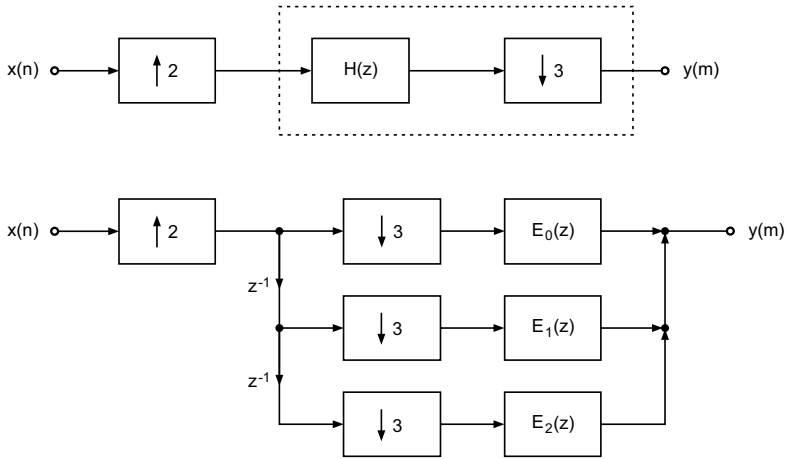 x(n) ↑ 2 H(z) ↓ 3 y(m)
x(n) ↑ 2 ↓ 3 E₀(z) y(m)
z⁻¹
↓ 3 E₁(z)
z⁻¹
↓ 3 E₂(z)